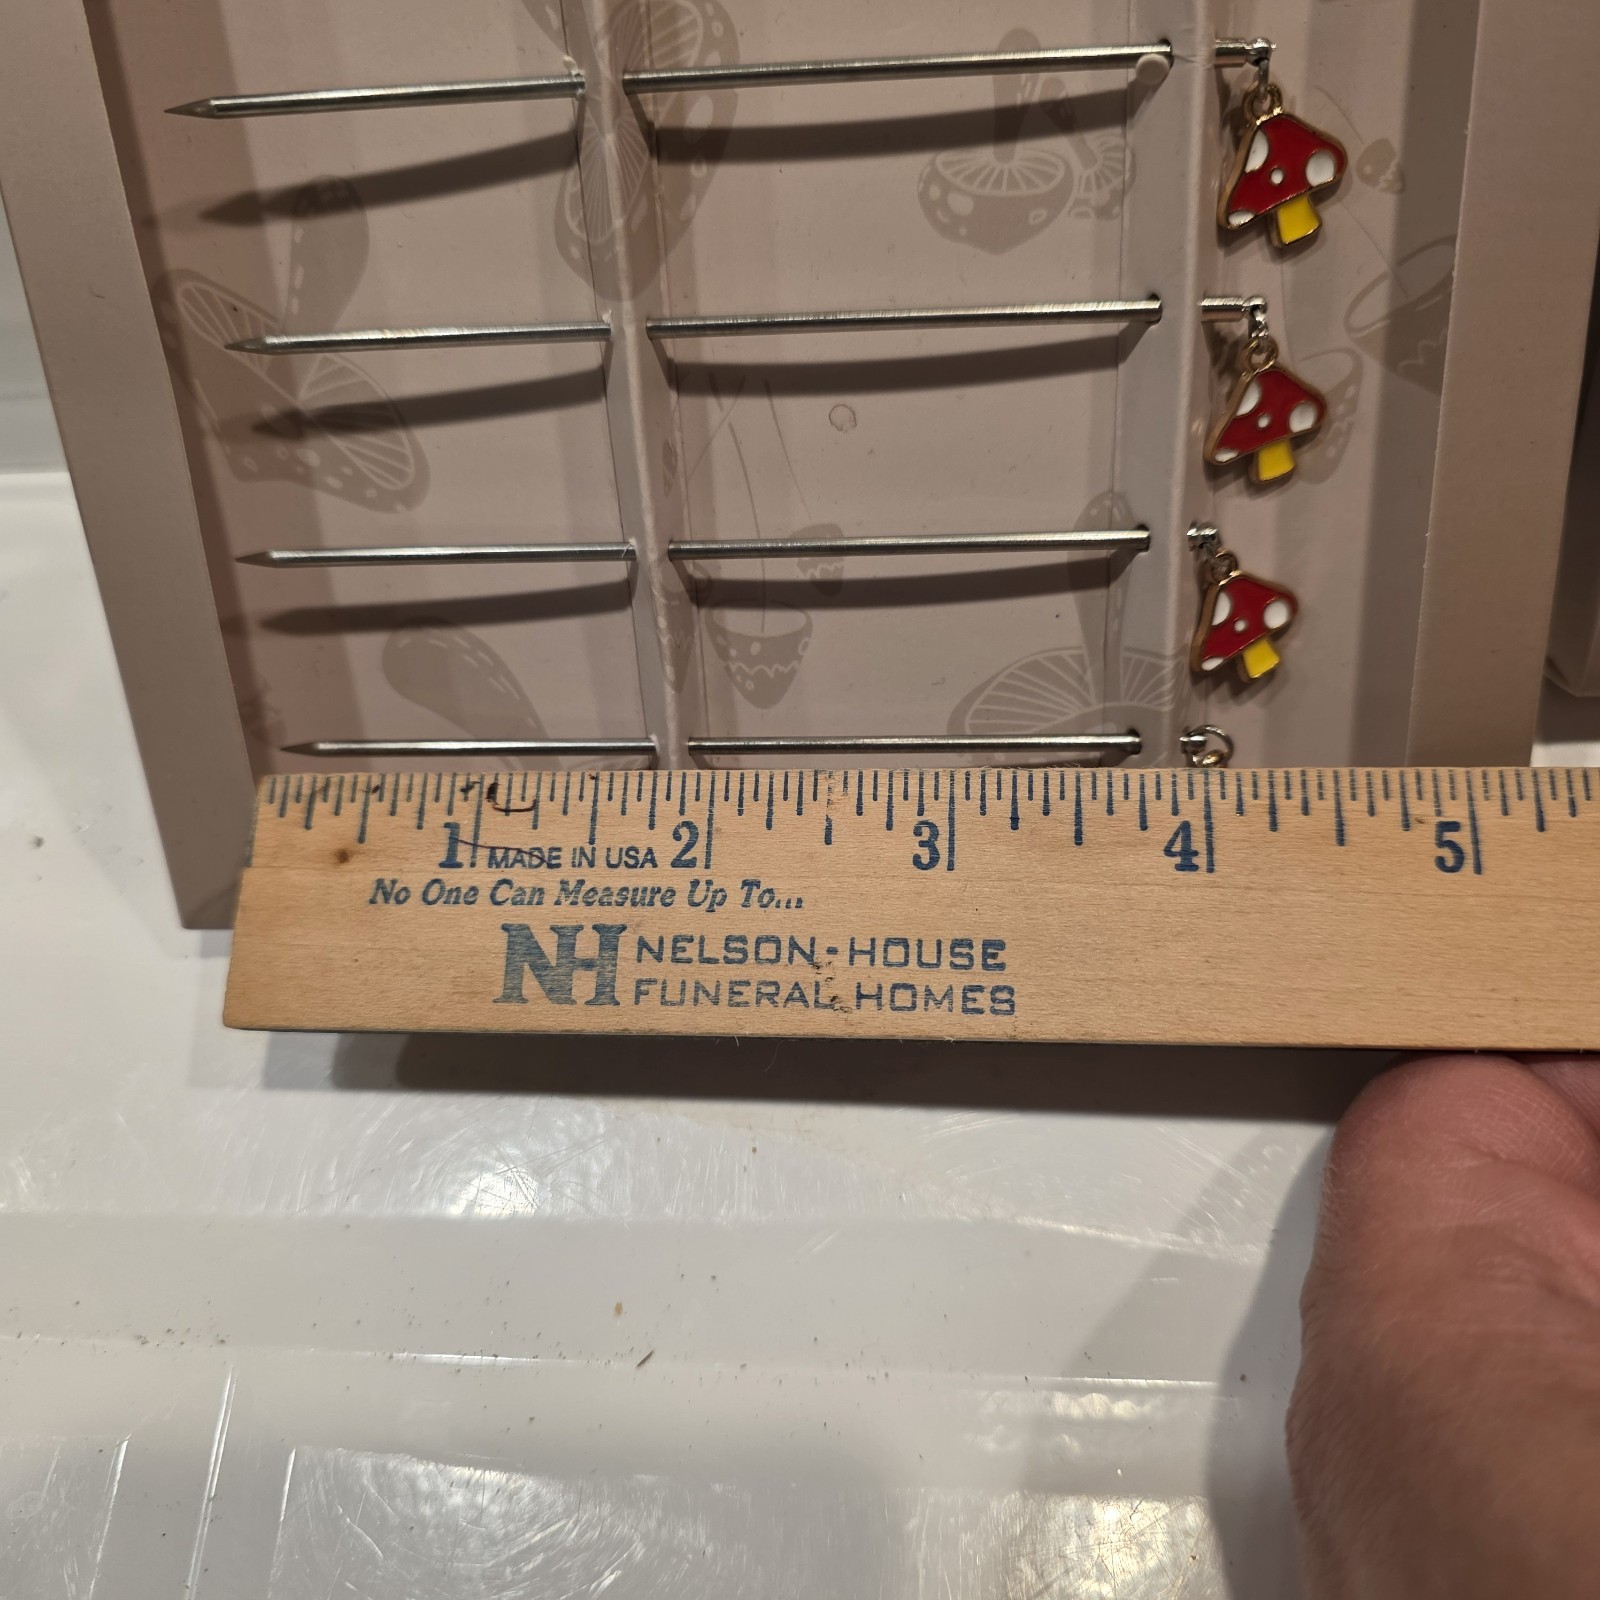 1 2 3 4 5
MADE IN USA
No One Can Measure Up To...
NH NELSON-HOUSE
FUNERAL HOMES